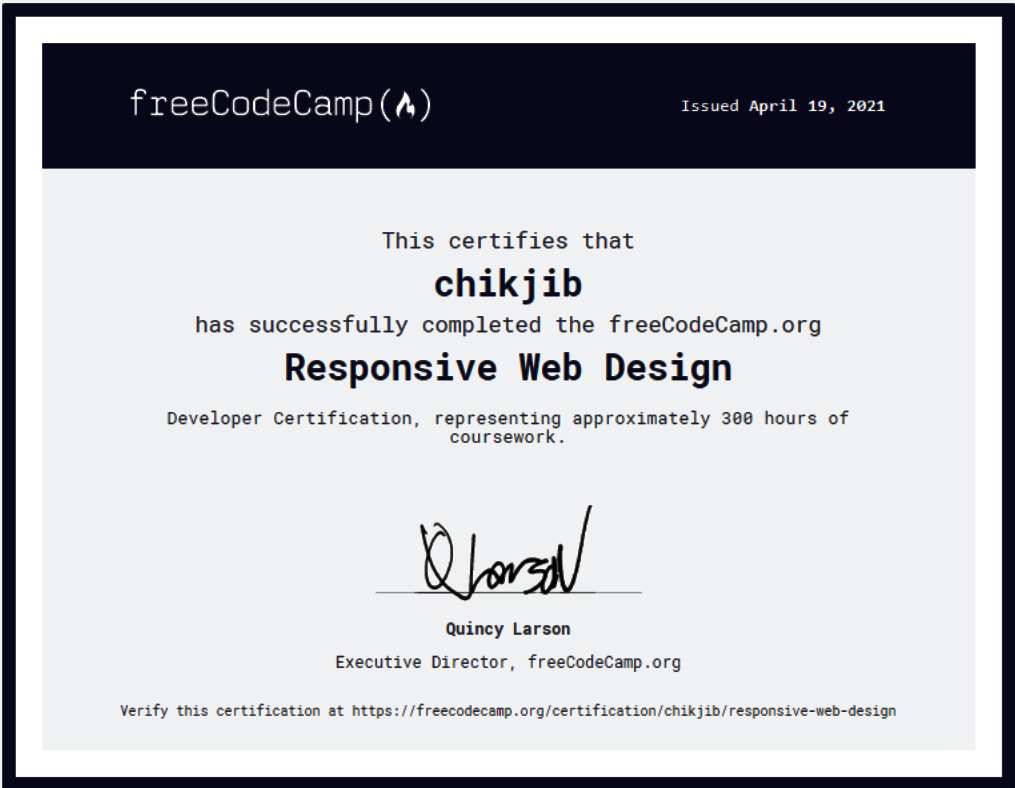 freeCodeCamp(🔥)
Issued April 19, 2021
This certifies that
chikjib
has successfully completed the freeCodeCamp.org
Responsive Web Design
Developer Certification, representing approximately 300 hours of
coursework.
Q Larson
Quincy Larson
Executive Director, freeCodeCamp.org
Verify this certification at https://freecodecamp.org/certification/chikjib/responsive-web-design